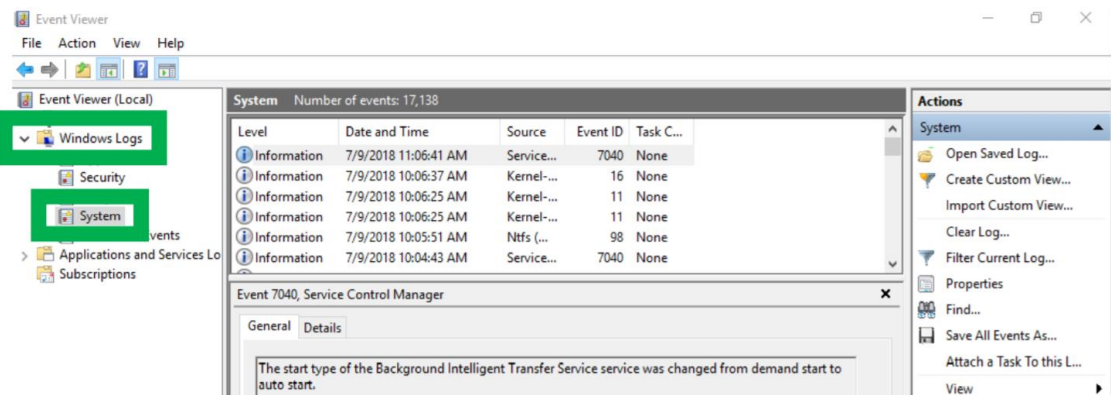 Event Viewer
File Action View Help
Event Viewer (Local)
Windows Logs
Security
System
vents
Applications and Services Lo
Subscriptions
System Number of events: 17,138
Level Date and Time Source Event ID Task C...
Information 7/9/2018 11:06:41 AM Service... 7040 None
Information 7/9/2018 10:06:37 AM Kernel-... 16 None
Information 7/9/2018 10:06:25 AM Kernel-... 11 None
Information 7/9/2018 10:06:25 AM Kernel-... 11 None
Information 7/9/2018 10:05:51 AM Ntfs (... 98 None
Information 7/9/2018 10:04:43 AM Service... 7040 None
Event 7040, Service Control Manager
General Details
The start type of the Background Intelligent Transfer Service service was changed from demand start to
auto start.
Actions
System
Open Saved Log...
Create Custom View...
Import Custom View...
Clear Log...
Filter Current Log...
Properties
Find...
Save All Events As...
Attach a Task To this L...
View